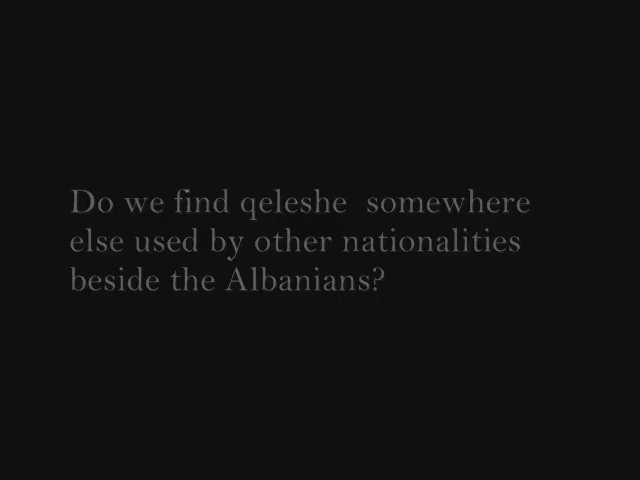 Do we find qeleshe  somewhere
else used by other nationalities
beside the Albanians?